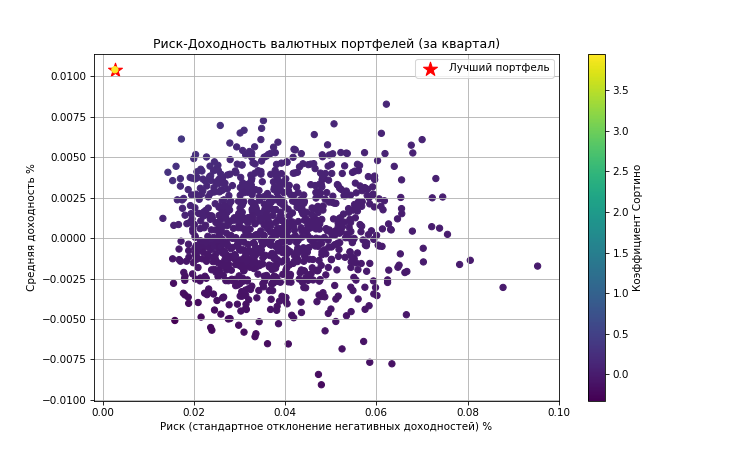 Риск-Доходность валютных портфелей (за квартал)
Лучший портфель
0.0100
0.0075
0.0050
0.0025
0.0000
−0.0025
−0.0050
−0.0075
−0.0100
Средняя доходность %
0.00 0.02 0.04 0.06 0.08 0.10
Риск (стандартное отклонение негативных доходностей) %
3.5
3.0
2.5
2.0
1.5
1.0
0.5
0.0
Коэффициент Сортино